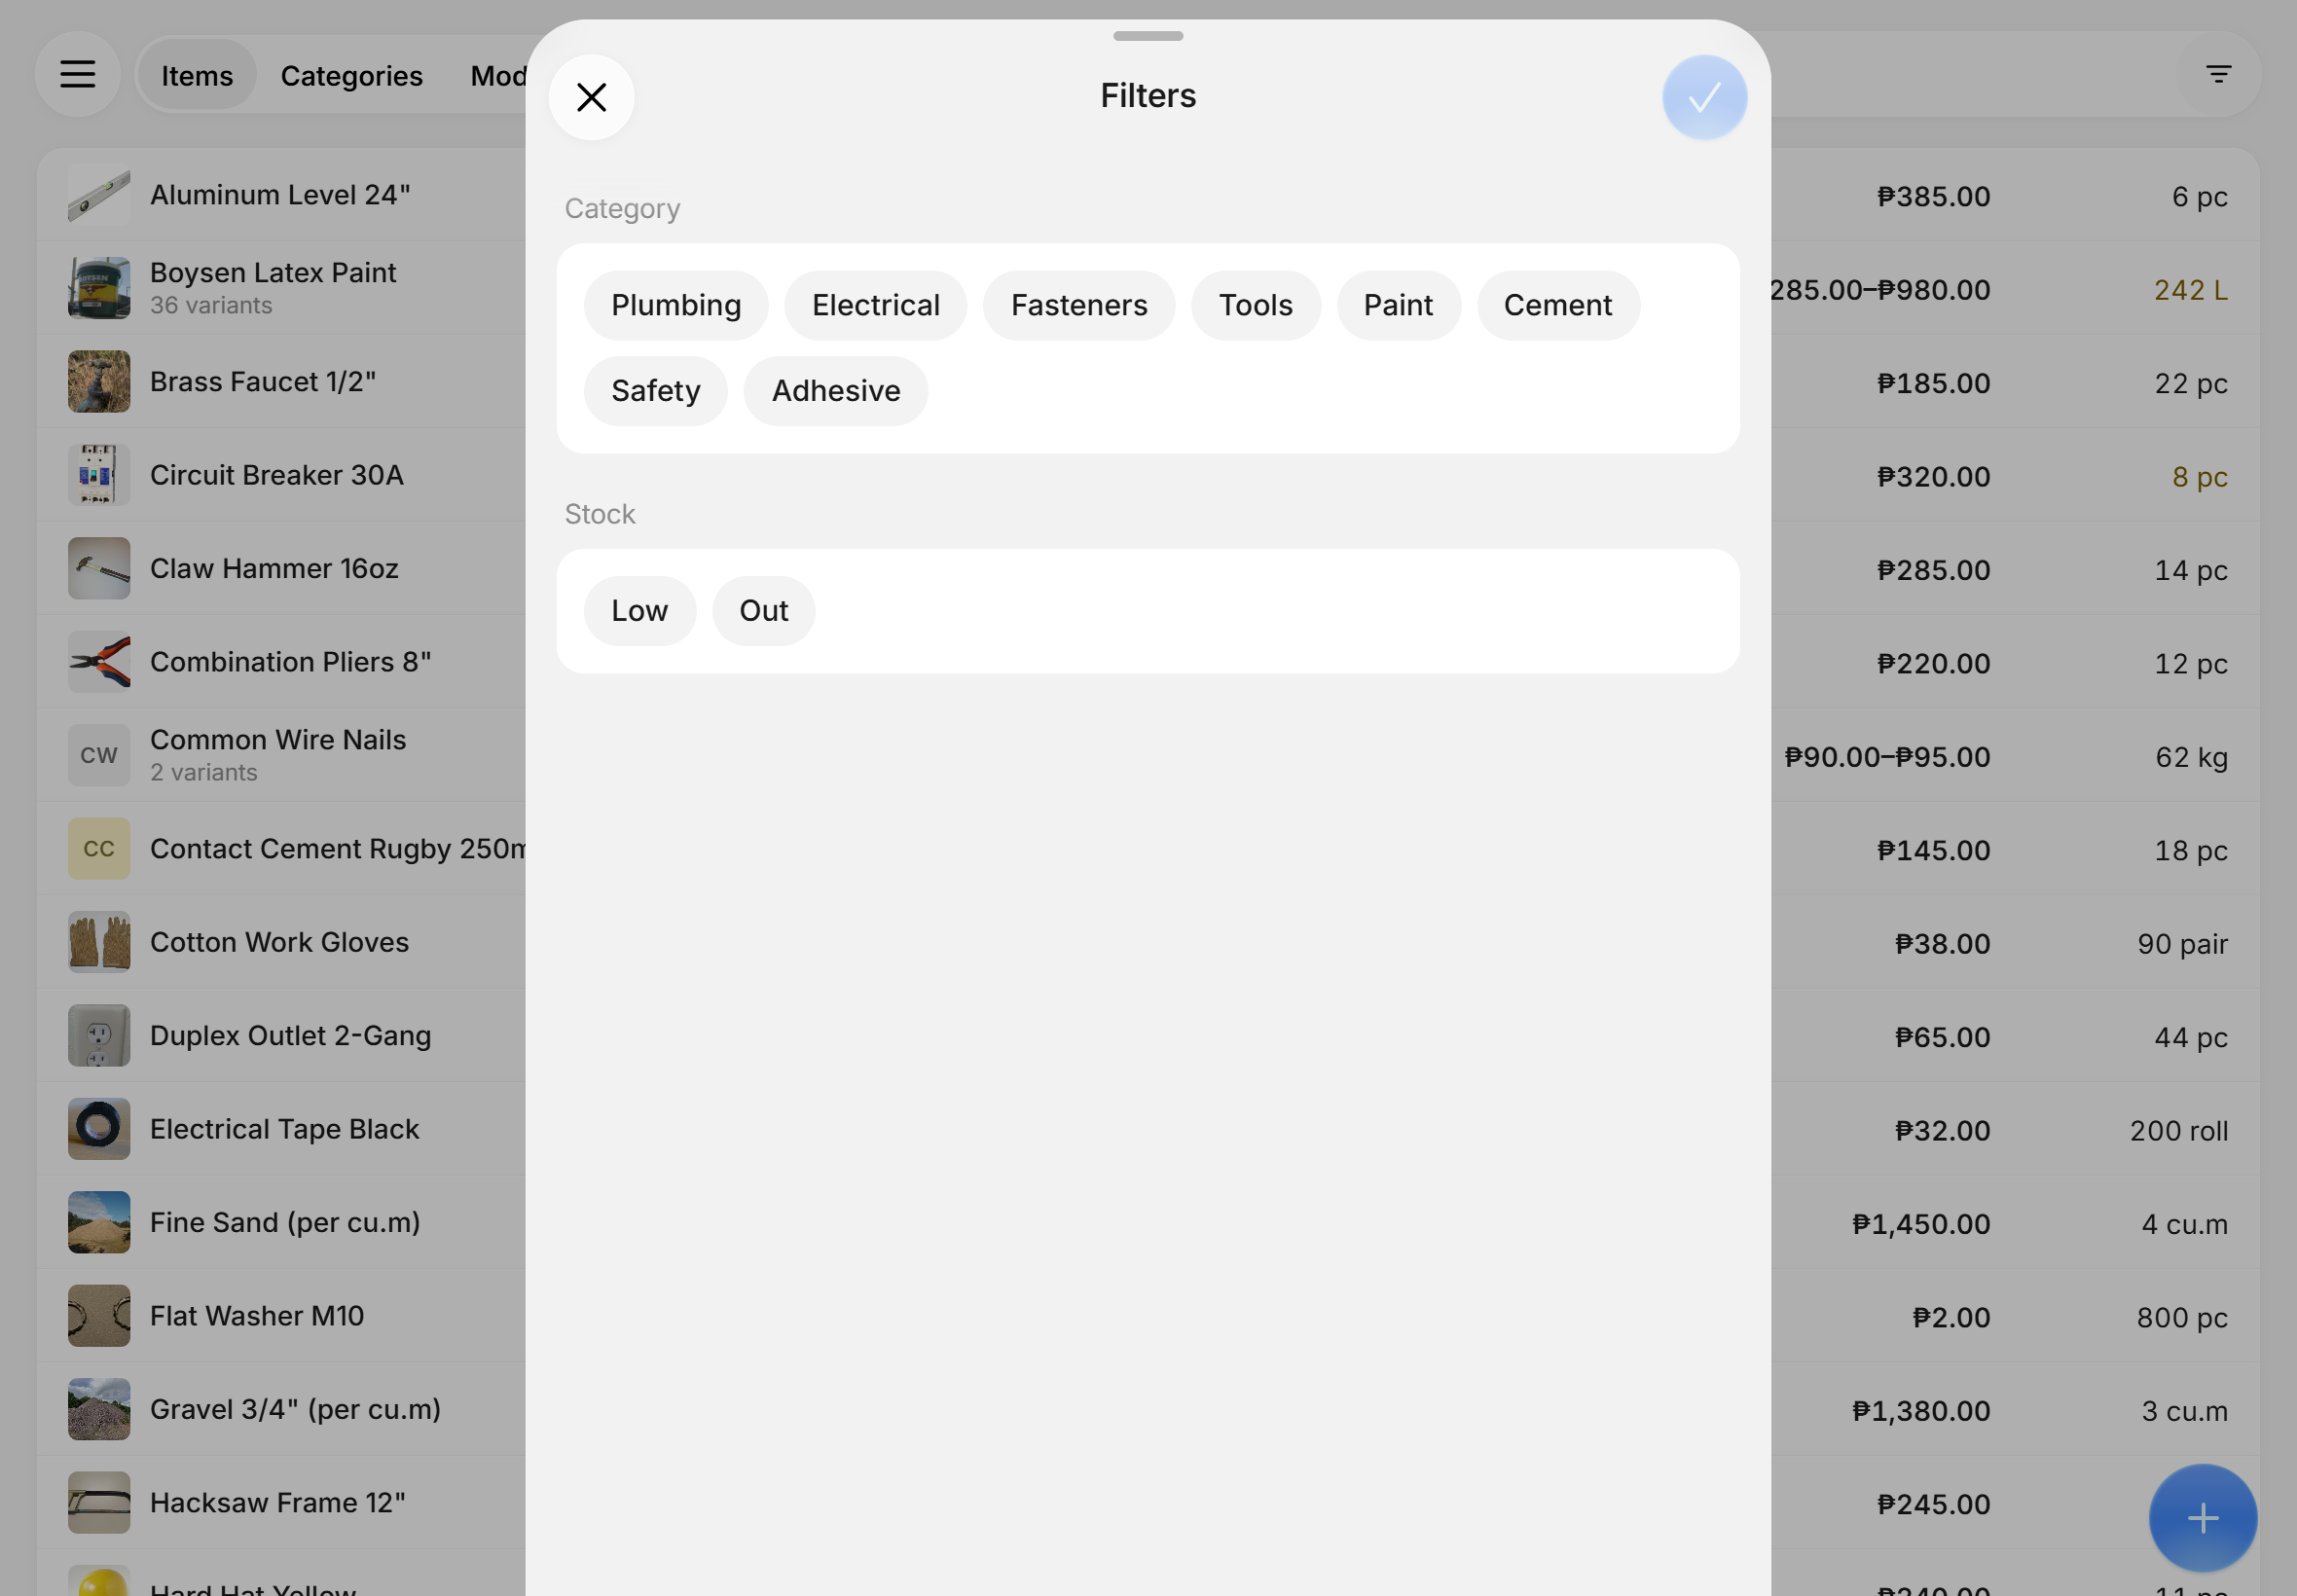 Items
Categories
Mod
Filters
Category
Plumbing
Electrical
Fasteners
Tools
Paint
Cement
Safety
Adhesive
Stock
Low
Out
Aluminum Level 24"
₱385.00
6 pc
Boysen Latex Paint
36 variants
285.00–₱980.00
242 L
Brass Faucet 1/2"
₱185.00
22 pc
Circuit Breaker 30A
₱320.00
8 pc
Claw Hammer 16oz
₱285.00
14 pc
Combination Pliers 8"
₱220.00
12 pc
CW
Common Wire Nails
2 variants
₱90.00–₱95.00
62 kg
CC
Contact Cement Rugby 250m
₱145.00
18 pc
Cotton Work Gloves
₱38.00
90 pair
Duplex Outlet 2-Gang
₱65.00
44 pc
Electrical Tape Black
₱32.00
200 roll
Fine Sand (per cu.m)
₱1,450.00
4 cu.m
Flat Washer M10
₱2.00
800 pc
Gravel 3/4" (per cu.m)
₱1,380.00
3 cu.m
Hacksaw Frame 12"
₱245.00
Hard Hat Yellow
₱240.00
11 pc